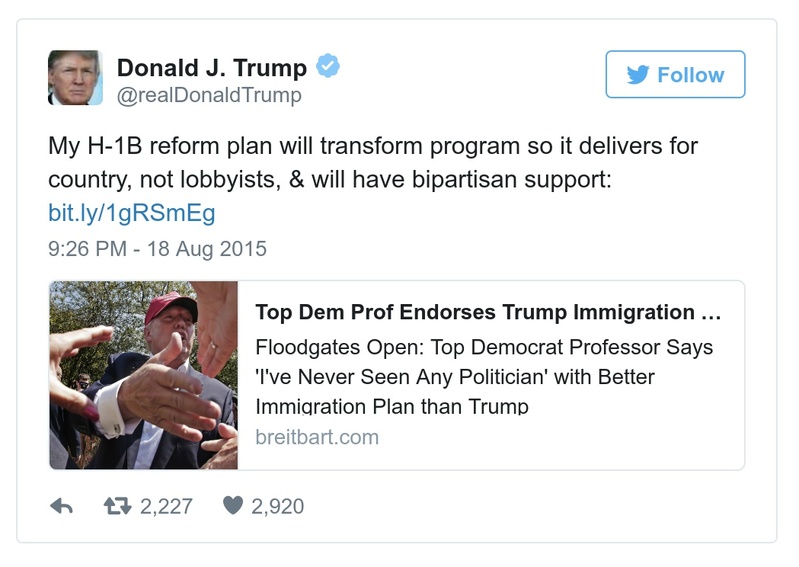 Donald J. Trump
@realDonaldTrump
Follow
My H-1B reform plan will transform program so it delivers for
country, not lobbyists, & will have bipartisan support:
bit.ly/1gRSmEg
9:26 PM - 18 Aug 2015
Top Dem Prof Endorses Trump Immigration ...
Floodgates Open: Top Democrat Professor Says
'I've Never Seen Any Politician' with Better
Immigration Plan than Trump
breitbart.com
2,227
2,920